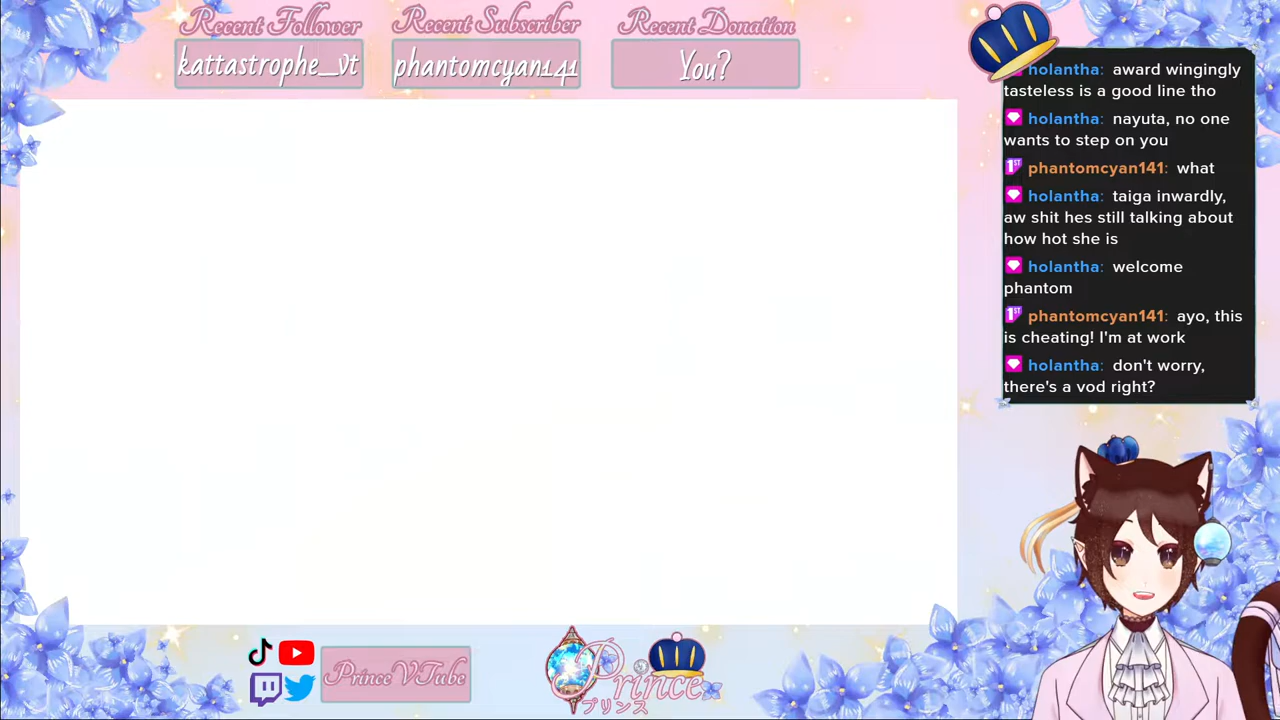 Recent Follower
Recent Subscriber
Recent Donation
kattastrophe_vt
phantomcyan141
You?
holantha: award wingingly
tasteless is a good line tho
holantha: nayuta, no one
wants to step on you
1ST phantomcyan141: what
holantha: taiga inwardly,
aw shit hes still talking about
how hot she is
holantha: welcome
phantom
1ST phantomcyan141: ayo, this
is cheating! I'm at work
holantha: don't worry,
there's a vod right?
Prince VTube
Prince
プリンス